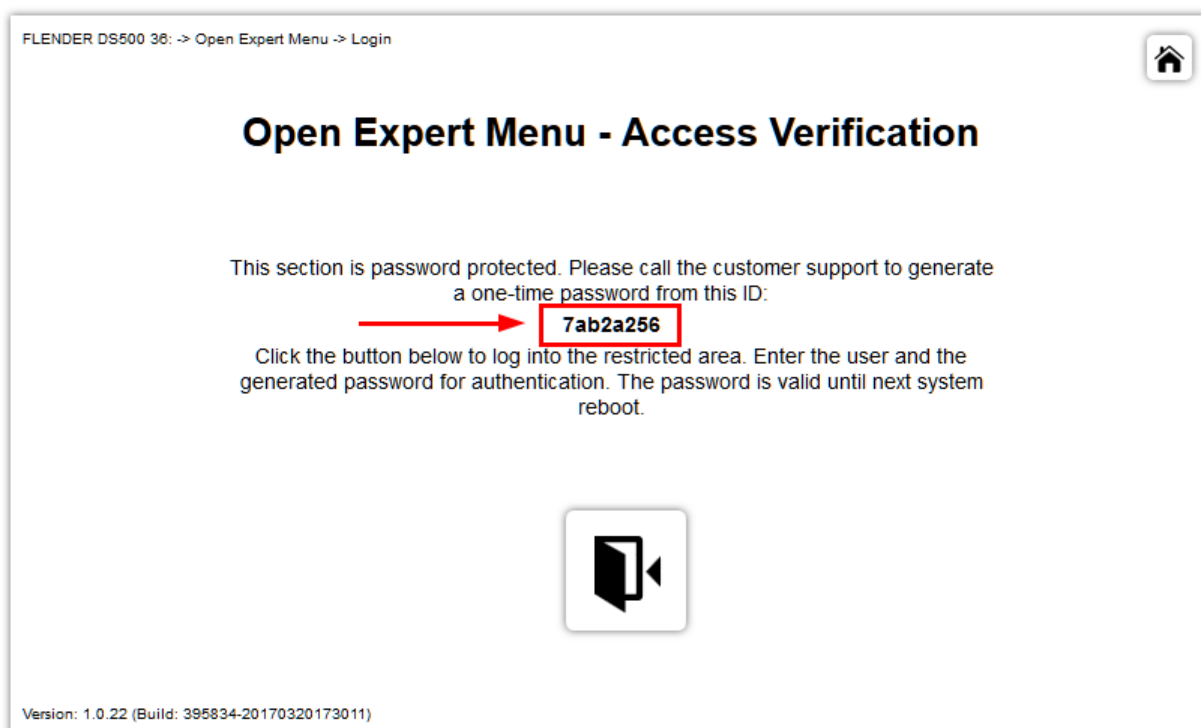 FLENDER DS500 36: -> Open Expert Menu -> Login
Open Expert Menu - Access Verification
This section is password protected. Please call the customer support to generate
a one-time password from this ID:
7ab2a256
Click the button below to log into the restricted area. Enter the user and the
generated password for authentication. The password is valid until next system
reboot.
Version: 1.0.22 (Build: 395834-20170320173011)